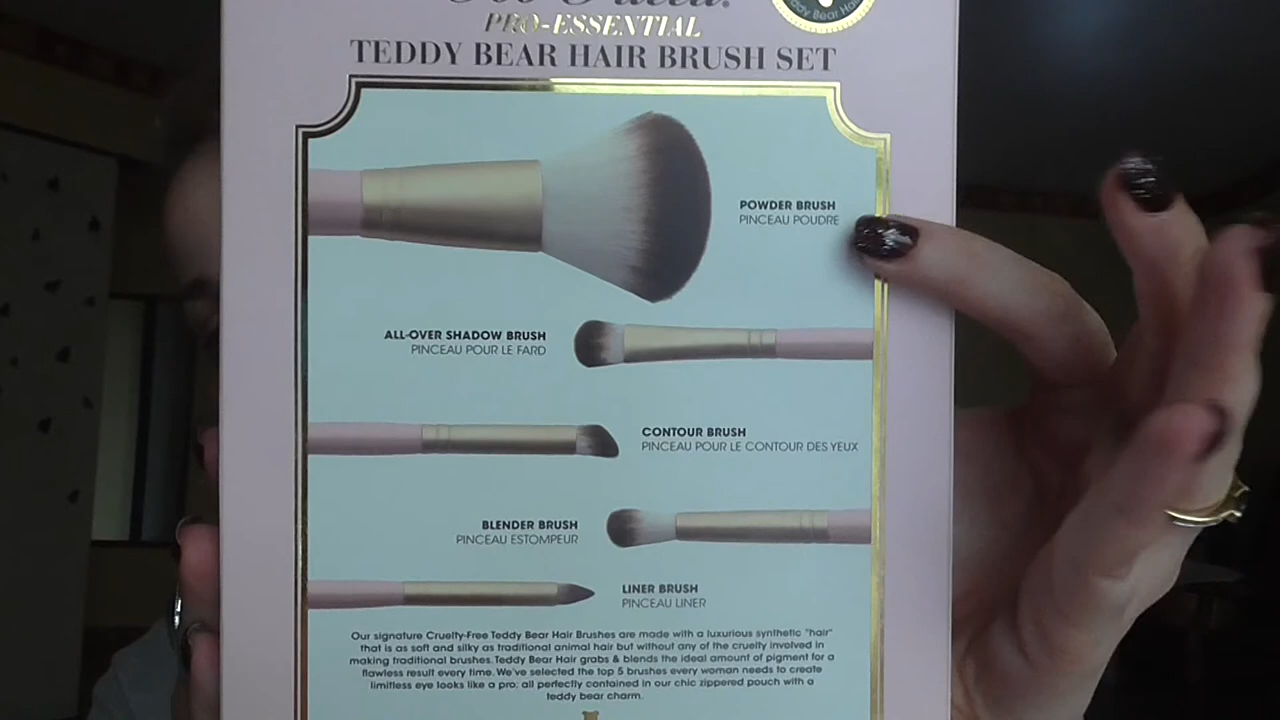 Teddy Bear Hair
PRO-ESSENTIAL
TEDDY BEAR HAIR BRUSH SET
POWDER BRUSH
PINCEAU POUDRE
ALL-OVER SHADOW BRUSH
PINCEAU POUR LE FARD
CONTOUR BRUSH
PINCEAU POUR LE CONTOUR DES YEUX
BLENDER BRUSH
PINCEAU ESTOMPEUR
LINER BRUSH
PINCEAU LINER
Our signature Cruelty-Free Teddy Bear Hair Brushes are made with a luxurious synthetic "hair"
that is as soft and silky as traditional animal hair but without any of the cruelty involved in
making traditional brushes. Teddy Bear Hair grabs & blends the ideal amount of pigment for a
flawless result every time. We've selected the top 5 brushes every woman needs to create
limitless eye looks like a pro; all perfectly contained in our chic zippered pouch with a
teddy bear charm.